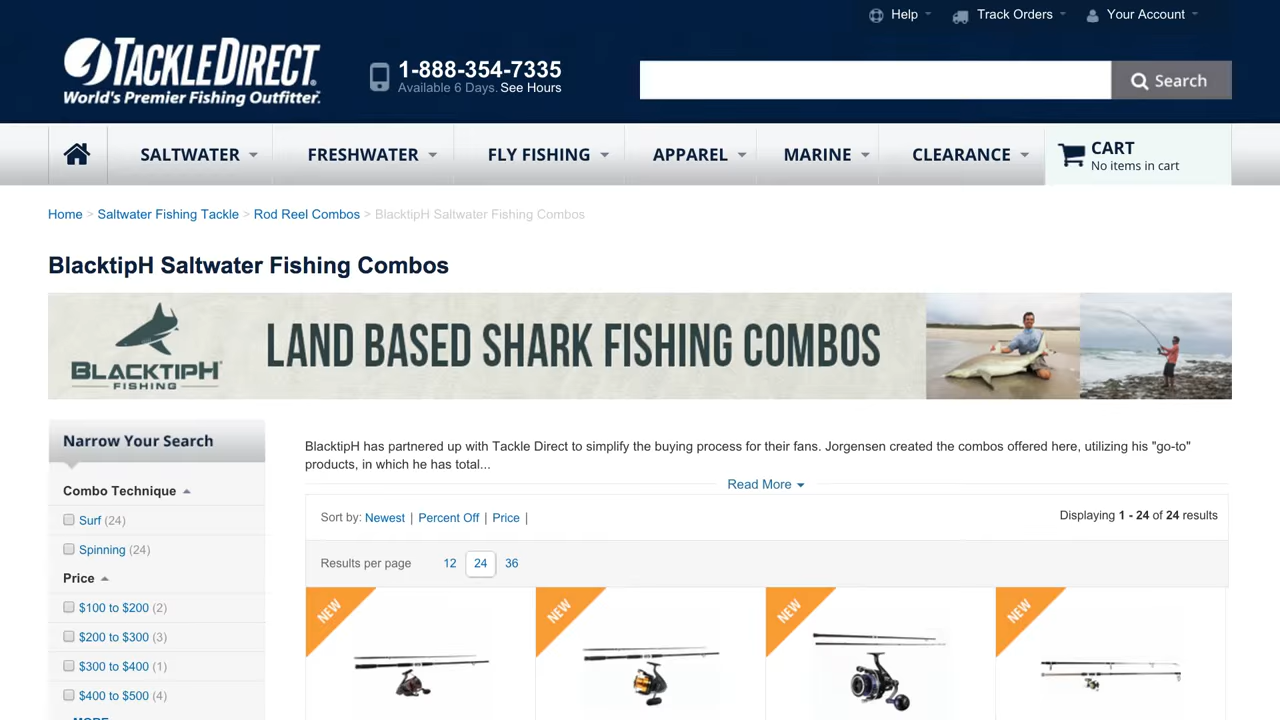 Help
Track Orders
Your Account
TACKLEDIRECT
World's Premier Fishing Outfitter
1-888-354-7335
Available 6 Days. See Hours
Search
SALTWATER
FRESHWATER
FLY FISHING
APPAREL
MARINE
CLEARANCE
CART
No items in cart
Home > Saltwater Fishing Tackle > Rod Reel Combos > BlacktipH Saltwater Fishing Combos
BlacktipH Saltwater Fishing Combos
BLACKTIPH
FISHING
LAND BASED SHARK FISHING COMBOS
Narrow Your Search
Combo Technique
Surf (24)
Spinning (24)
Price
$100 to $200 (2)
$200 to $300 (3)
$300 to $400 (1)
$400 to $500 (4)
MORE
BlacktipH has partnered up with Tackle Direct to simplify the buying process for their fans. Jorgensen created the combos offered here, utilizing his "go-to"
products, in which he has total...
Read More
Sort by: Newest | Percent Off | Price |
Displaying 1 - 24 of 24 results
Results per page 12 24 36
NEW
NEW
NEW
NEW